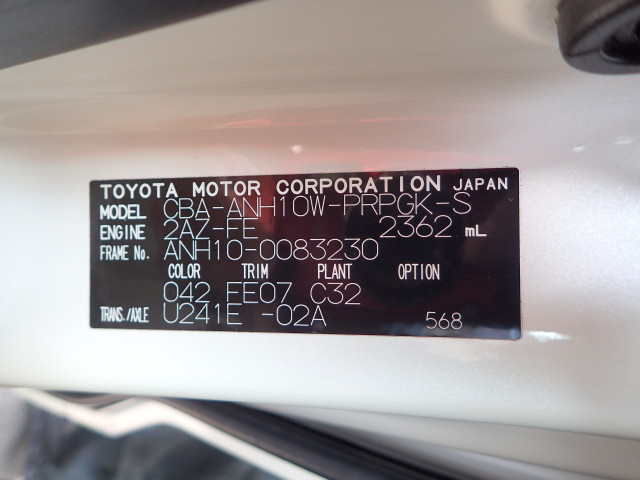 TOYOTA MOTOR CORPORATION JAPAN
MODEL CBA-ANH10W-PRPGK-S
ENGINE 2AZ-FE 2362 mL
FRAME No. ANH10-0083230
COLOR TRIM PLANT OPTION
042 FE07 C32
TRANS./AXLE U241E -02A 568